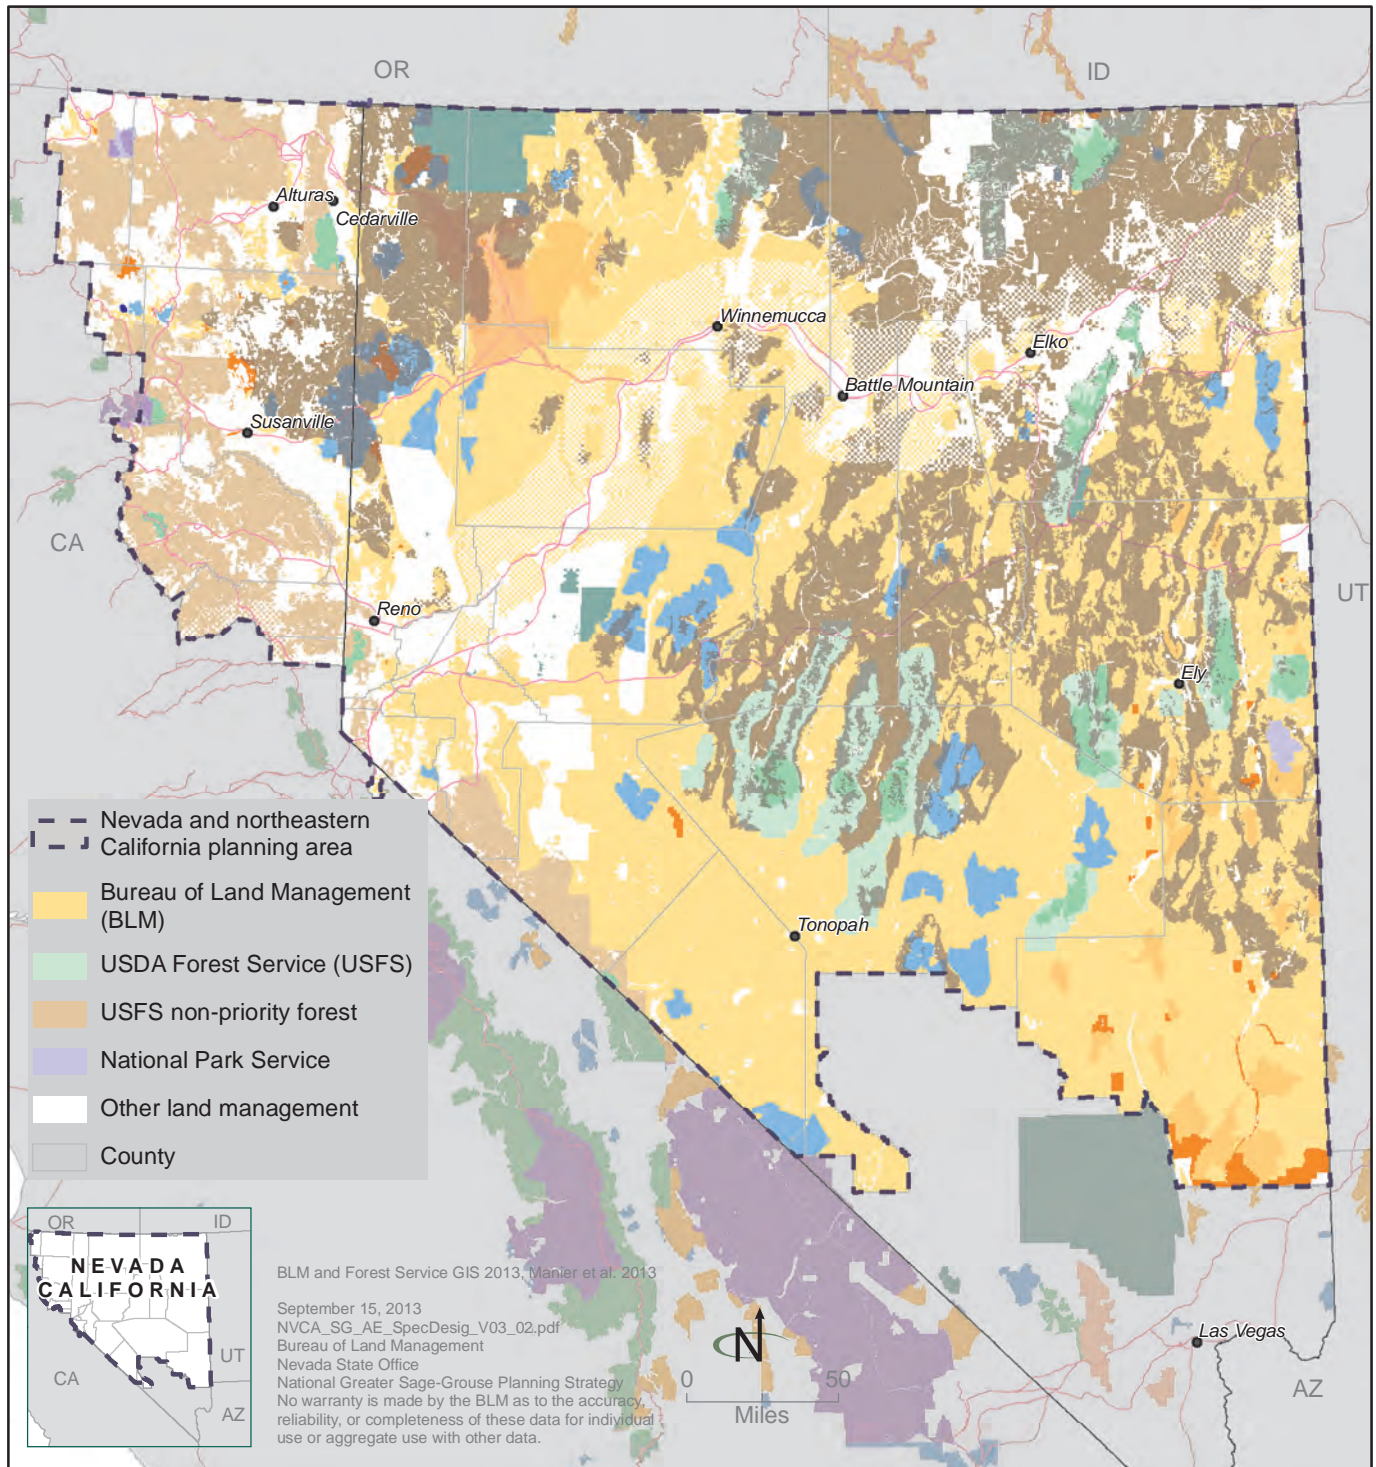 OR
ID
Alturas
Cedarville
Winnemucca
Elko
Battle Mountain
Susanville
CA
UT
Reno
Ely
Nevada and northeastern
California planning area
Bureau of Land Management
(BLM)
USDA Forest Service (USFS)
USFS non-priority forest
National Park Service
Other land management
County
Tonopah
OR
ID
NEVADA
CALIFORNIA
UT
CA
AZ
BLM and Forest Service GIS 2013, Manier et al. 2013
September 15, 2013
NVCA_SG_AE_SpecDesig_V03_02.pdf
Bureau of Land Management
Nevada State Office
National Greater Sage-Grouse Planning Strategy
No warranty is made by the BLM as to the accuracy,
reliability, or completeness of these data for individual
use or aggregate use with other data.
N
0 50
Miles
Las Vegas
AZ